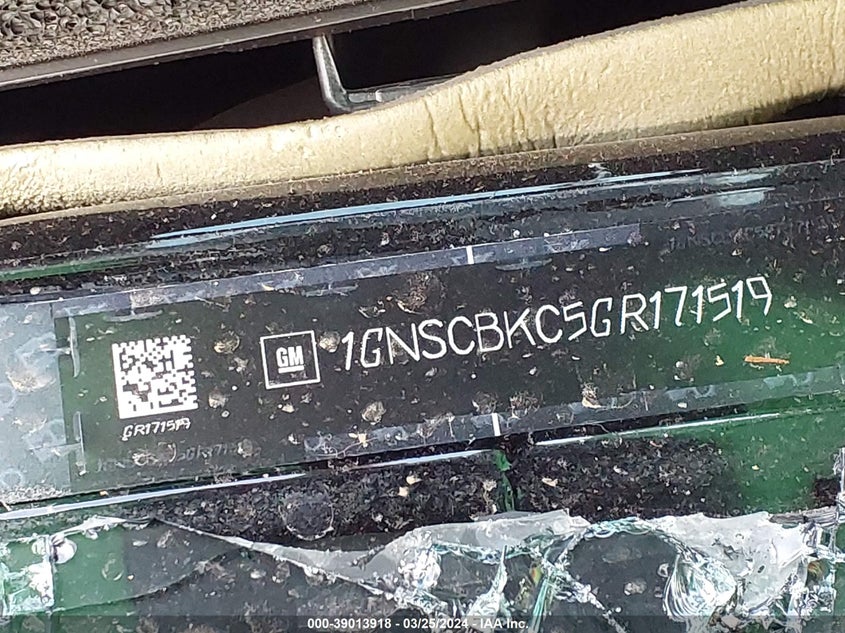 GM 1GNSCBKC5GR171519
GR171519
000-39013918 - 03/25/2024 - IAA Inc.